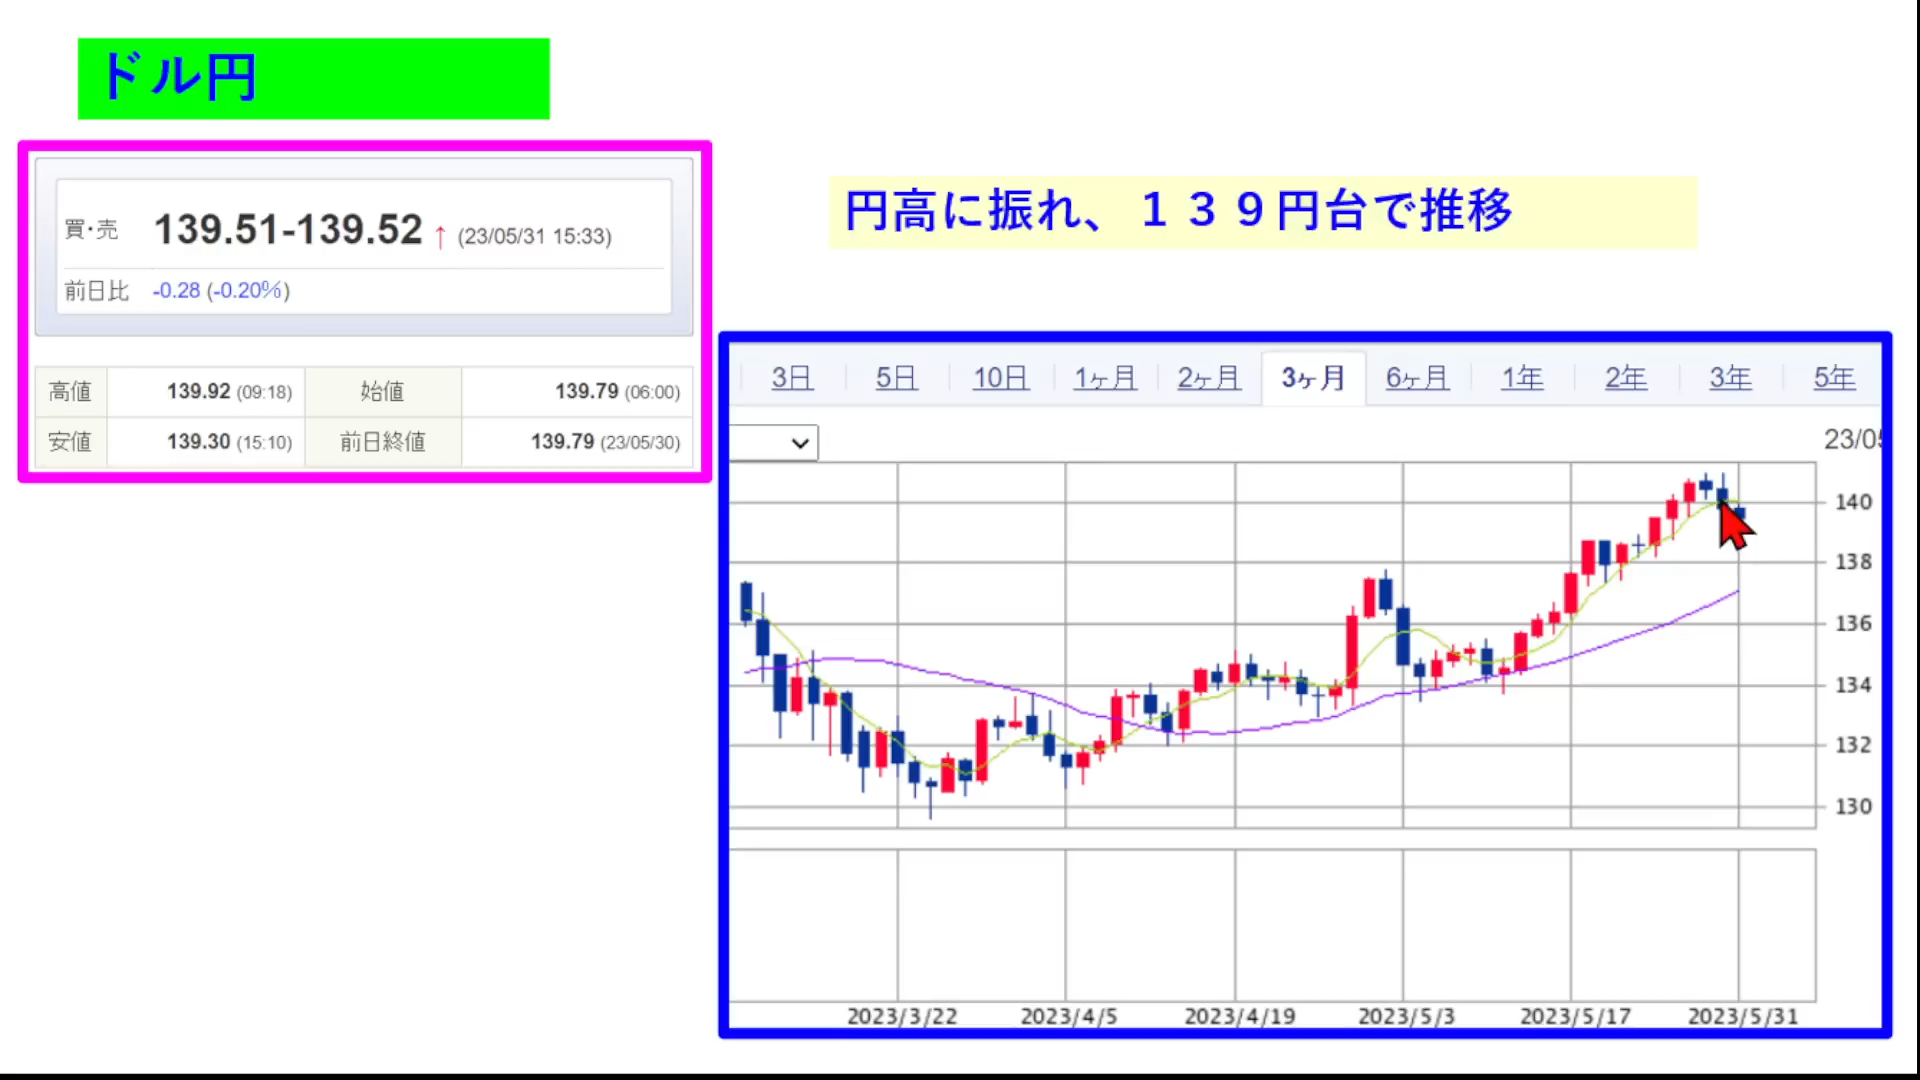 ドル円
買・売 139.51-139.52 ↑ (23/05/31 15:33)
前日比 -0.28 (-0.20%)
高値 139.92 (09:18) 始値 139.79 (06:00)
安値 139.30 (15:10) 前日終値 139.79 (23/05/30)
円高に振れ、１３９円台で推移
3日 5日 10日 1ヶ月 2ヶ月 3ヶ月 6ヶ月 1年 2年 3年 5年
23/05
140
138
136
134
132
130
2023/3/22 2023/4/5 2023/4/19 2023/5/3 2023/5/17 2023/5/31